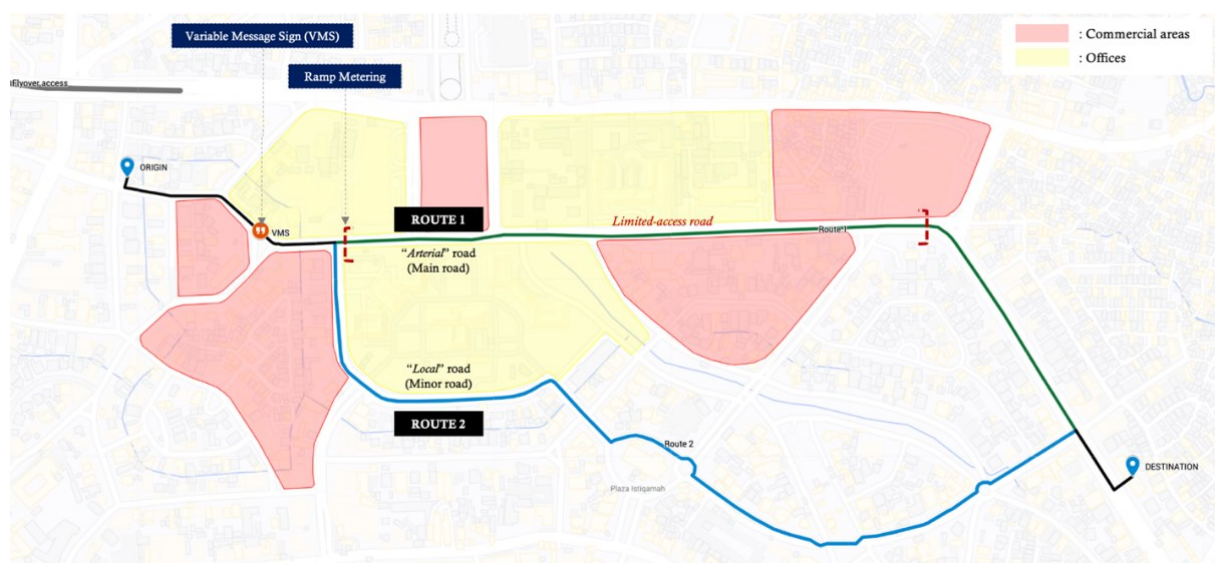 Variable Message Sign (VMS)
: Commercial areas
: Offices
Ramp Metering
flyover access
ORIGIN
VMS
ROUTE 1
Limited-access road
Route 1
"Arterial" road
(Main road)
"Local" road
(Minor road)
ROUTE 2
Route 2
Plaza Istiqamah
DESTINATION